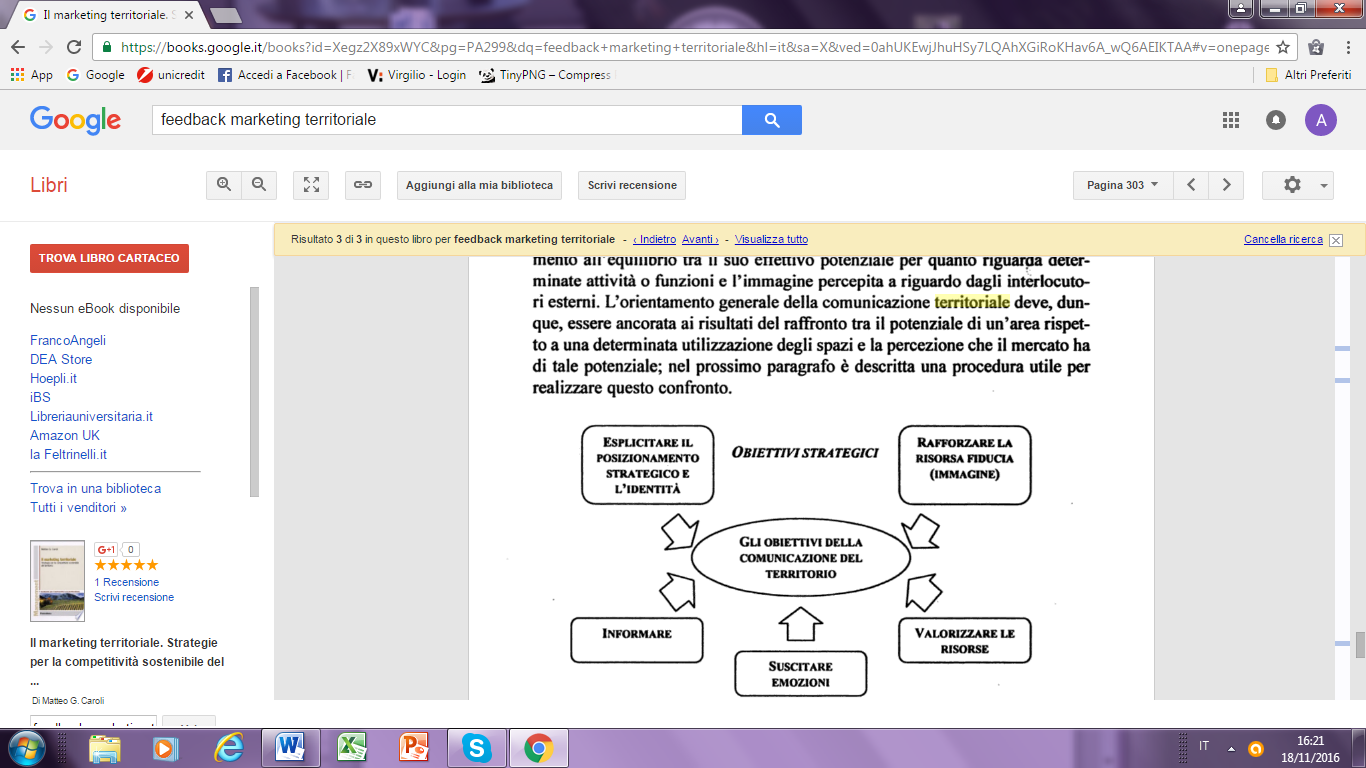 Il marketing territoriale. S
https://books.google.it/books?id=Xegz2X89xWYC&pg=PA299&dq=feedback+marketing+territoriale&hl=it&sa=X&ved=0ahUKEwjJhuHSy7LQAhXGiRoKHav6A_wQ6AEIKTAA#v=onepage
App Google unicredit Accedi a Facebook | F Virgilio - Login TinyPNG – Compress Altri Preferiti
Google feedback marketing territoriale A
Libri Aggiungi alla mia biblioteca Scrivi recensione Pagina 303
Risultato 3 di 3 in questo libro per feedback marketing territoriale - ‹ Indietro Avanti › - Visualizza tutto Cancella ricerca
TROVA LIBRO CARTACEO
Nessun eBook disponibile
FrancoAngeli
DEA Store
Hoepli.it
iBS
Libreriauniversitaria.it
Amazon UK
la Feltrinelli.it
Trova in una biblioteca
Tutti i venditori »
G+1 0
1 Recensione
Scrivi recensione
Il marketing territoriale. Strategie
per la competitività sostenibile del
...
Di Matteo G. Caroli
mento all'equilibrio tra il suo effettivo potenziale per quanto riguarda deter-
minate attività o funzioni e l'immagine percepita a riguardo dagli interlocuto-
ri esterni. L'orientamento generale della comunicazione territoriale deve, dun-
que, essere ancorata ai risultati del raffronto tra il potenziale di un'area rispet-
to a una determinata utilizzazione degli spazi e la percezione che il mercato ha
di tale potenziale; nel prossimo paragrafo è descritta una procedura utile per
realizzare questo confronto.
ESPLICITARE IL
POSIZIONAMENTO
STRATEGICO E
L'IDENTITÀ
OBIETTIVI STRATEGICI
RAFFORZARE LA
RISORSA FIDUCIA
(IMMAGINE)
GLI OBIETTIVI DELLA
COMUNICAZIONE DEL
TERRITORIO
INFORMARE
SUSCITARE
EMOZIONI
VALORIZZARE LE
RISORSE
IT 16:21
18/11/2016